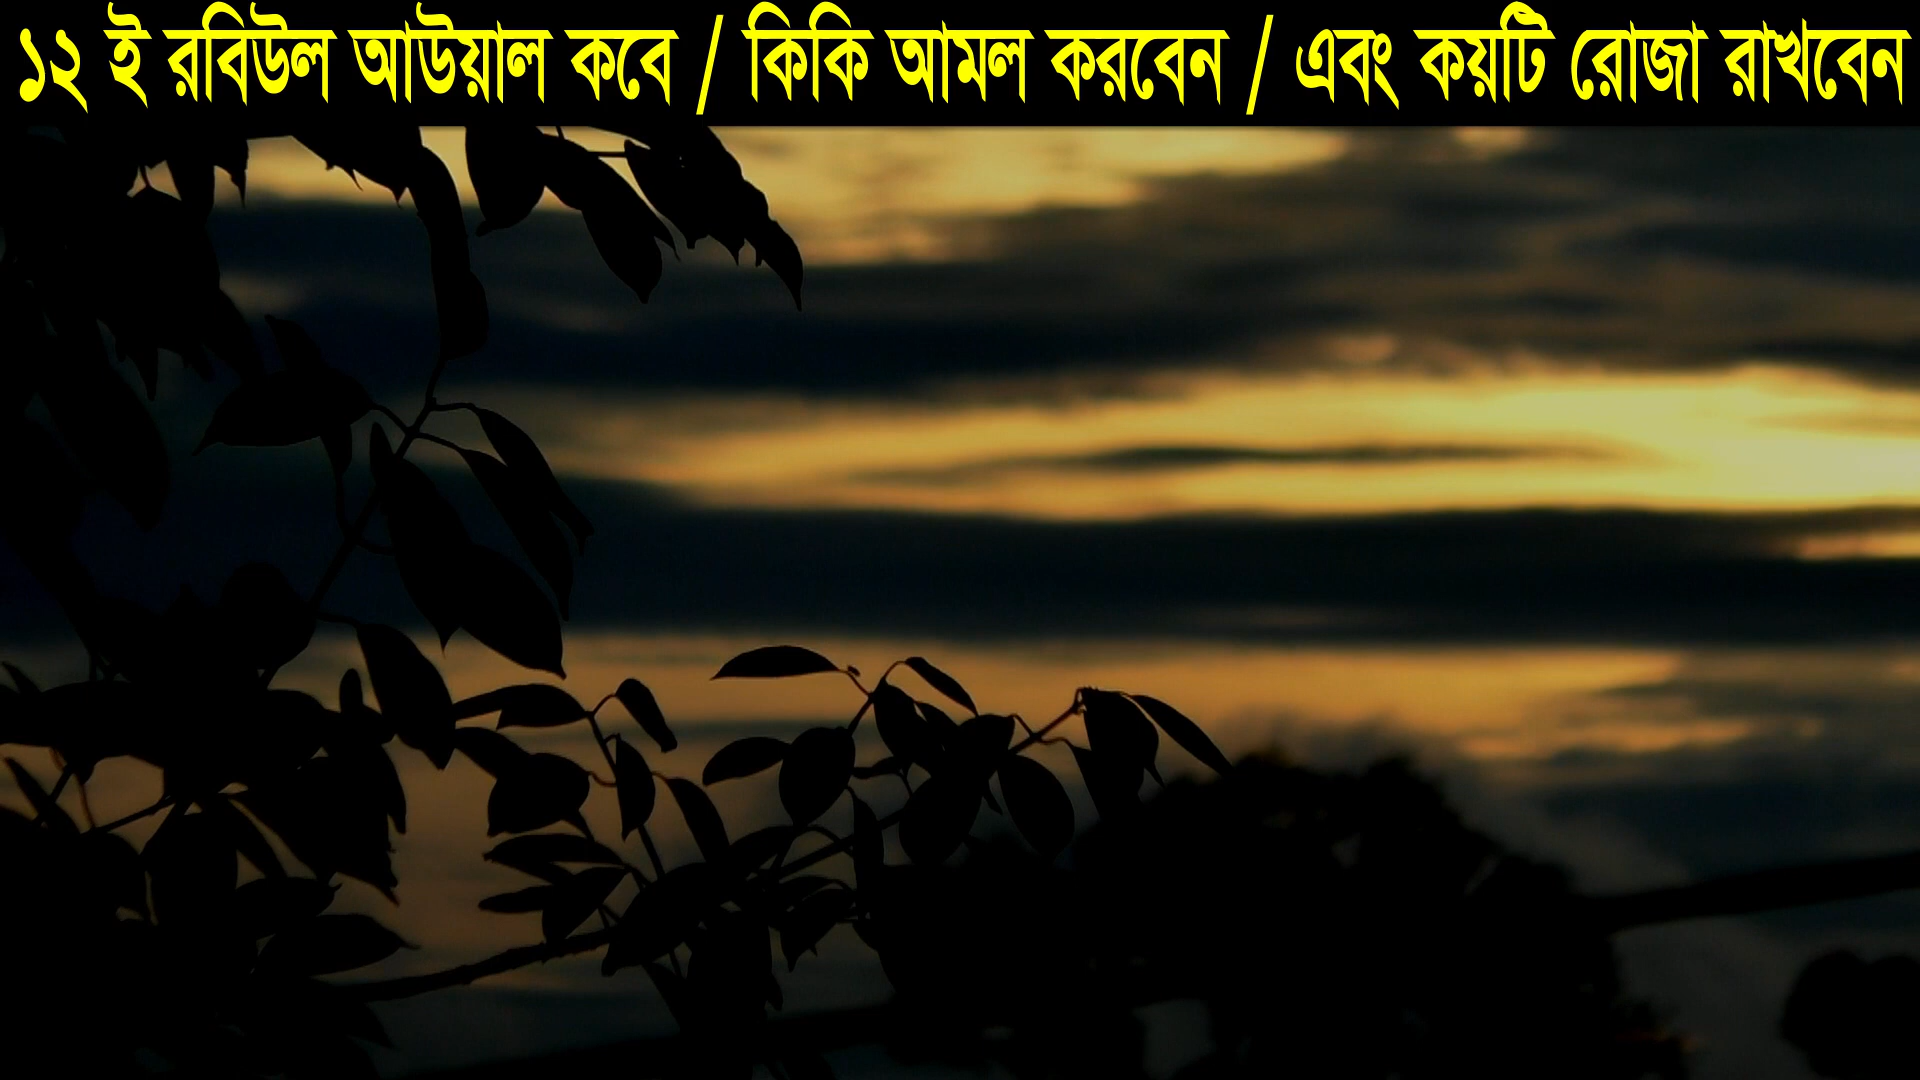 ১২ ই রবিউল আউয়াল কবে / কিকি আমল করবেন / এবং কয়টি রোজা রাখবেন